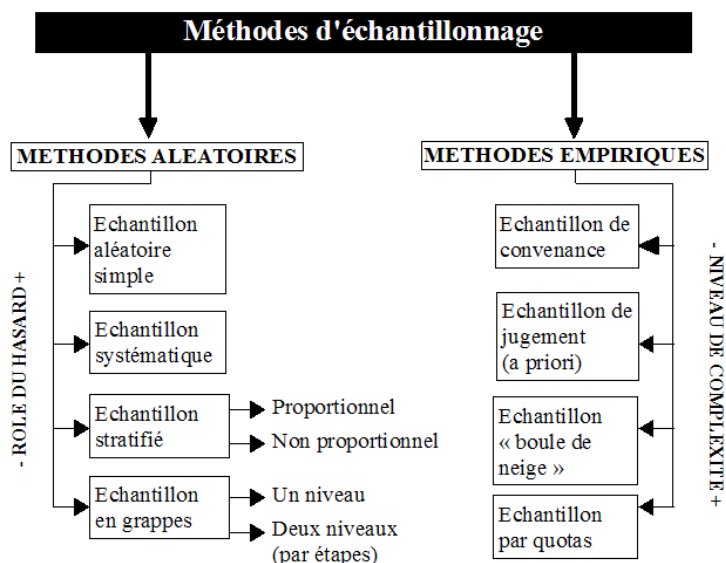 Méthodes d'échantillonnage
METHODES ALEATOIRES
METHODES EMPIRIQUES
- ROLE DU HASARD +
Echantillon
aléatoire
simple
Echantillon
systématique
Echantillon
stratifié
Proportionnel
Non proportionnel
Echantillon
en grappes
Un niveau
Deux niveaux
(par étapes)
Echantillon de
convenance
Echantillon de
jugement
(a priori)
Echantillon
« boule de
neige »
Echantillon
par quotas
- NIVEAU DE COMPLEXITE +